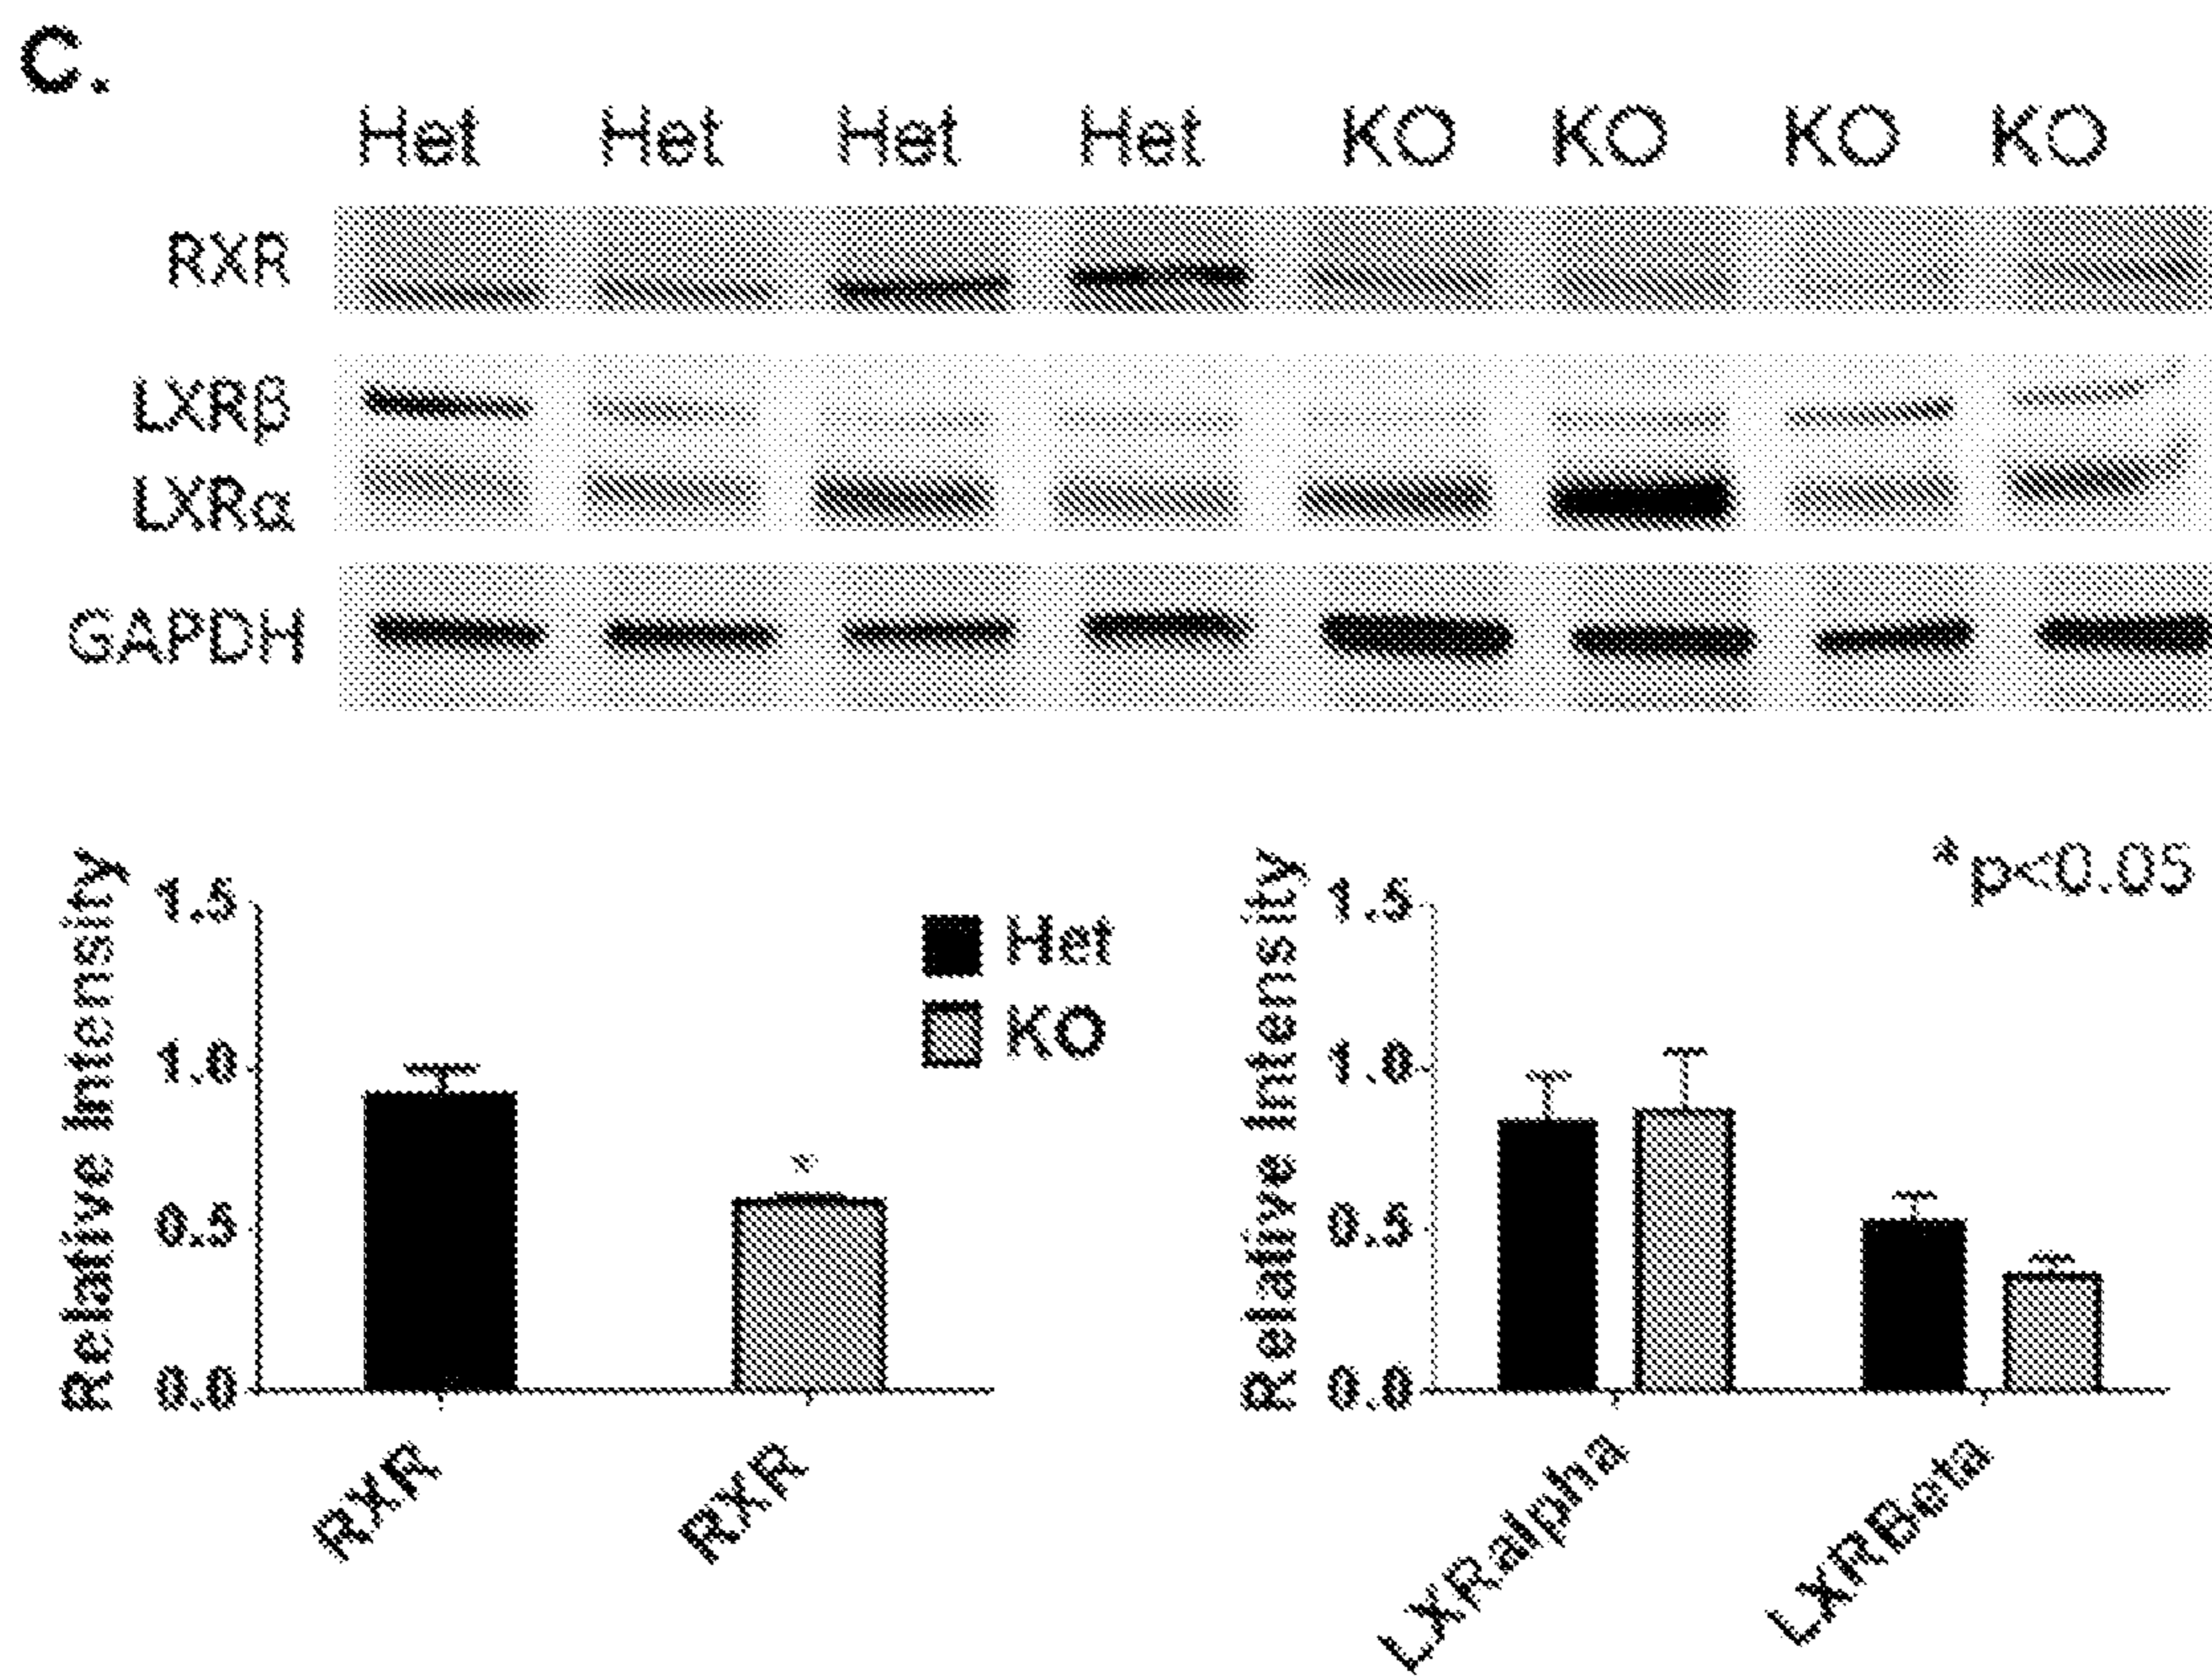 C.
Het Het Het Het KO KO KO KO
RXR
LXRβ
LXRα
GAPDH
*p<0.05
Relative Intensity
1.5
1.0
0.5
0.0
Het
KO
*
RXR RXR
Relative Intensity
1.5
1.0
0.5
0.0
LXRalpha LXRBeta